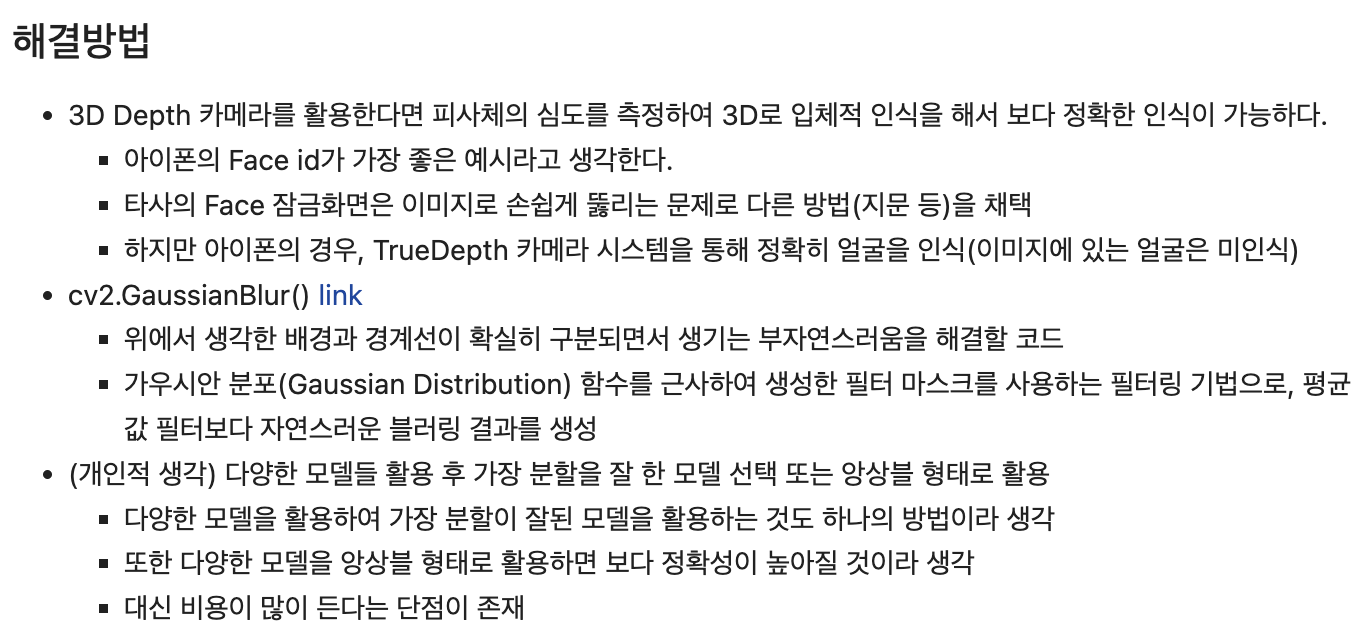 해결방법
• 3D Depth 카메라를 활용한다면 피사체의 심도를 측정하여 3D로 입체적 인식을 해서 보다 정확한 인식이 가능하다.
▪ 아이폰의 Face id가 가장 좋은 예시라고 생각한다.
▪ 타사의 Face 잠금화면은 이미지로 손쉽게 뚫리는 문제로 다른 방법(지문 등)을 채택
▪ 하지만 아이폰의 경우, TrueDepth 카메라 시스템을 통해 정확히 얼굴을 인식(이미지에 있는 얼굴은 미인식)
• cv2.GaussianBlur() link
▪ 위에서 생각한 배경과 경계선이 확실히 구분되면서 생기는 부자연스러움을 해결할 코드
▪ 가우시안 분포(Gaussian Distribution) 함수를 근사하여 생성한 필터 마스크를 사용하는 필터링 기법으로, 평균
값 필터보다 자연스러운 블러링 결과를 생성
• (개인적 생각) 다양한 모델들 활용 후 가장 분할을 잘 한 모델 선택 또는 앙상블 형태로 활용
▪ 다양한 모델을 활용하여 가장 분할이 잘된 모델을 활용하는 것도 하나의 방법이라 생각
▪ 또한 다양한 모델을 앙상블 형태로 활용하면 보다 정확성이 높아질 것이라 생각
▪ 대신 비용이 많이 든다는 단점이 존재